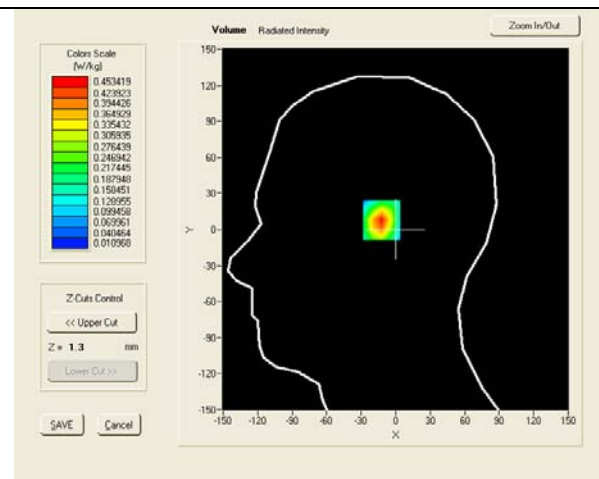 Volume Radiated Intensity
Zoom In/Out
Colors Scale
(W/kg)
0.453419
0.423923
0.394426
0.364929
0.335432
0.305935
0.276439
0.246942
0.217445
0.187948
0.158451
0.128955
0.099458
0.069961
0.040464
0.010968
Z-Cuts Control
<< Upper Cut
Z = 1.3 mm
Lower Cut >>
SAVE Cancel
150
120
90
60
30
0
-30
-60
-90
-120
-150
Y
-150 -120 -90 -60 -30 0 30 60 90 120 150
X